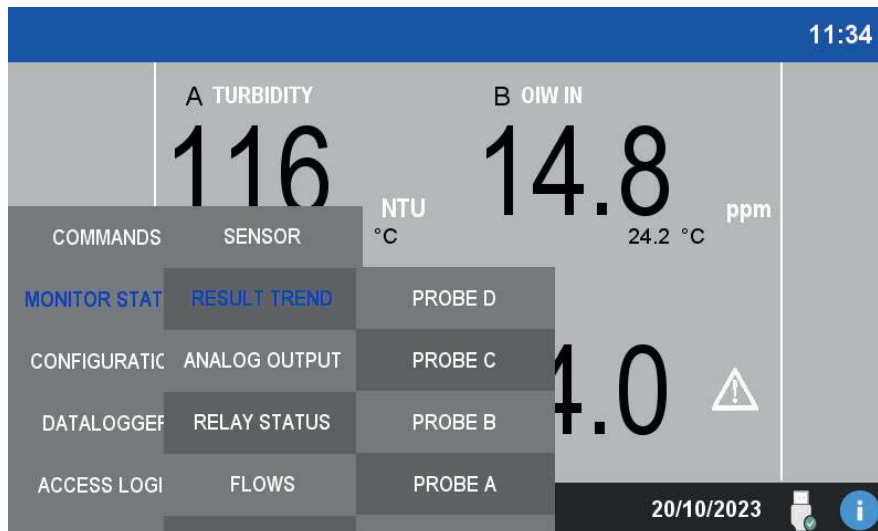 11:34
A TURBIDITY
B OIW IN
116
NTU
14.8
ppm
°C
24.2 °C
COMMANDS
SENSOR
MONITOR STAT
RESULT TREND
PROBE D
CONFIGURATIC
ANALOG OUTPUT
PROBE C
4.0
DATALOGGER
RELAY STATUS
PROBE B
ACCESS LOGI
FLOWS
PROBE A
20/10/2023
i